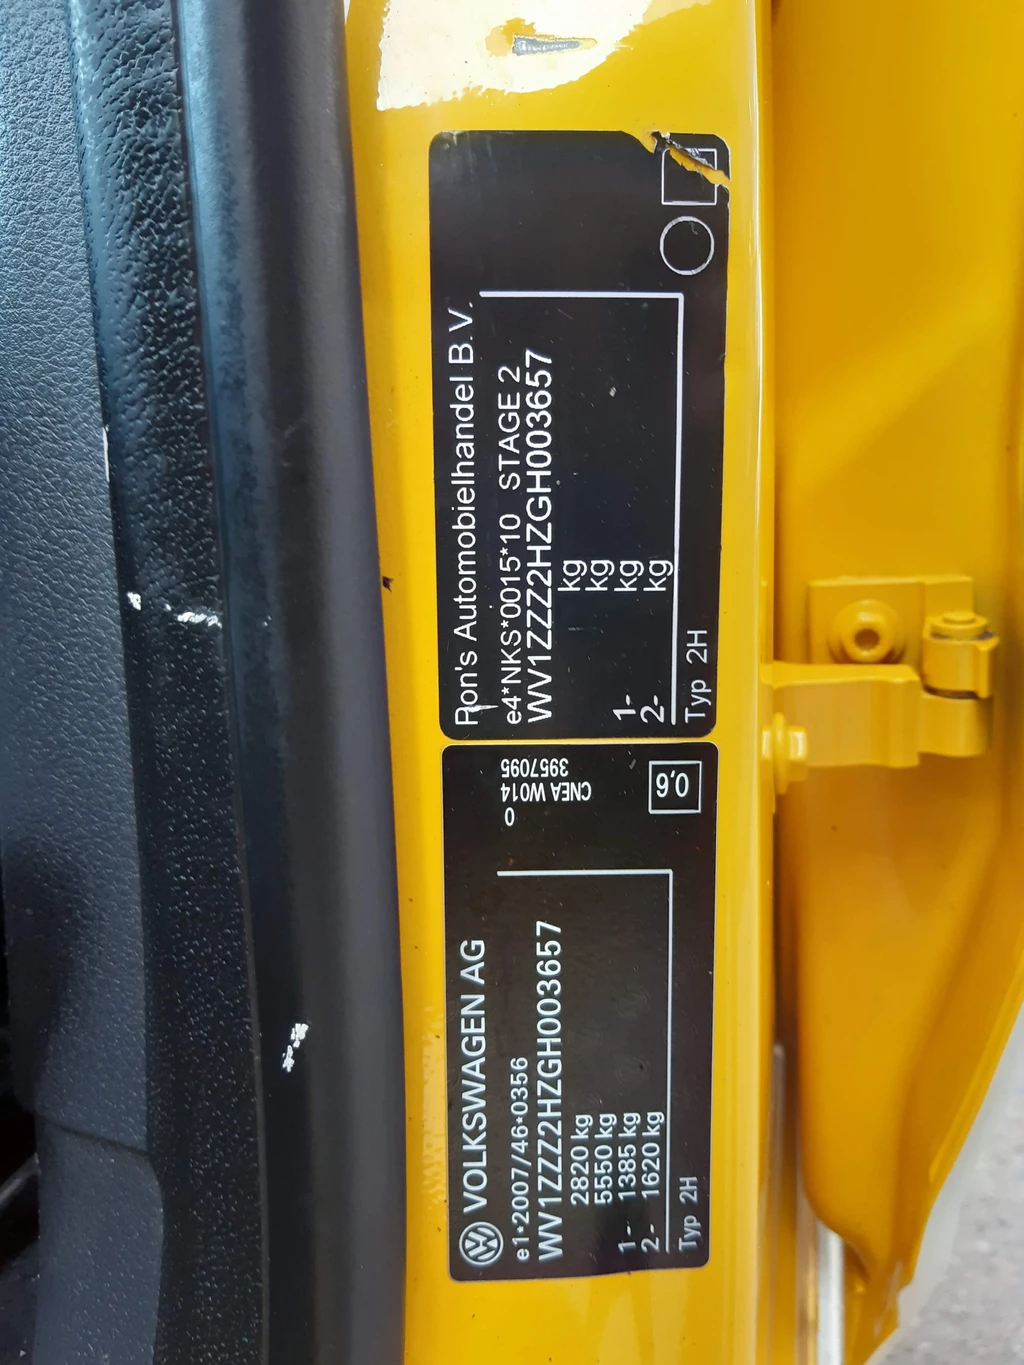 Ron's Automobielhandel B.V.
e4*NKS*0015*10 STAGE 2
WV1ZZZ2HZGH003657
kg
kg
1- kg
2- kg
Typ 2H
VOLKSWAGEN AG
e1*2007/46*0356
WV1ZZZ2HZGH003657
2820 kg
5550 kg
1- 1385 kg
2- 1620 kg
Typ 2H
3957095
CNEA W014
0
0,6